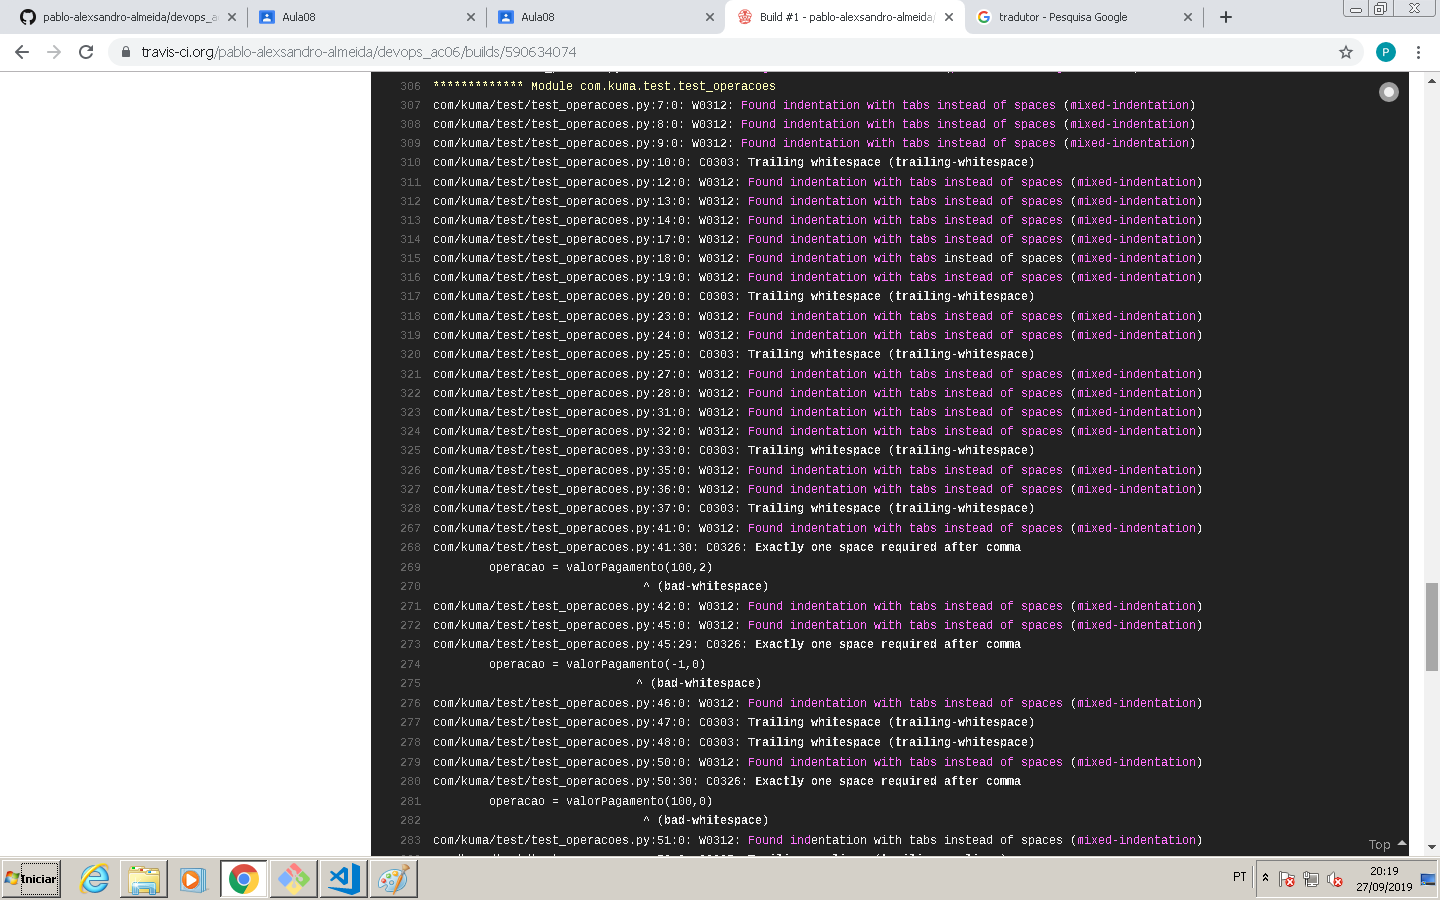 pablo-alexsandro-almeida/devops_a
Aula08
Aula08
Build #1 - pablo-alexsandro-almeida/
tradutor - Pesquisa Google
travis-ci.org/pablo-alexsandro-almeida/devops_ac06/builds/590634074
P
306 ************* Module com.kuma.test.test_operacoes
307 com/kuma/test/test_operacoes.py:7:0: W0312: Found indentation with tabs instead of spaces (mixed-indentation)
308 com/kuma/test/test_operacoes.py:8:0: W0312: Found indentation with tabs instead of spaces (mixed-indentation)
309 com/kuma/test/test_operacoes.py:9:0: W0312: Found indentation with tabs instead of spaces (mixed-indentation)
310 com/kuma/test/test_operacoes.py:10:0: C0303: Trailing whitespace (trailing-whitespace)
311 com/kuma/test/test_operacoes.py:12:0: W0312: Found indentation with tabs instead of spaces (mixed-indentation)
312 com/kuma/test/test_operacoes.py:13:0: W0312: Found indentation with tabs instead of spaces (mixed-indentation)
313 com/kuma/test/test_operacoes.py:14:0: W0312: Found indentation with tabs instead of spaces (mixed-indentation)
314 com/kuma/test/test_operacoes.py:17:0: W0312: Found indentation with tabs instead of spaces (mixed-indentation)
315 com/kuma/test/test_operacoes.py:18:0: W0312: Found indentation with tabs instead of spaces (mixed-indentation)
316 com/kuma/test/test_operacoes.py:19:0: W0312: Found indentation with tabs instead of spaces (mixed-indentation)
317 com/kuma/test/test_operacoes.py:20:0: C0303: Trailing whitespace (trailing-whitespace)
318 com/kuma/test/test_operacoes.py:23:0: W0312: Found indentation with tabs instead of spaces (mixed-indentation)
319 com/kuma/test/test_operacoes.py:24:0: W0312: Found indentation with tabs instead of spaces (mixed-indentation)
320 com/kuma/test/test_operacoes.py:25:0: C0303: Trailing whitespace (trailing-whitespace)
321 com/kuma/test/test_operacoes.py:27:0: W0312: Found indentation with tabs instead of spaces (mixed-indentation)
322 com/kuma/test/test_operacoes.py:28:0: W0312: Found indentation with tabs instead of spaces (mixed-indentation)
323 com/kuma/test/test_operacoes.py:31:0: W0312: Found indentation with tabs instead of spaces (mixed-indentation)
324 com/kuma/test/test_operacoes.py:32:0: W0312: Found indentation with tabs instead of spaces (mixed-indentation)
325 com/kuma/test/test_operacoes.py:33:0: C0303: Trailing whitespace (trailing-whitespace)
326 com/kuma/test/test_operacoes.py:35:0: W0312: Found indentation with tabs instead of spaces (mixed-indentation)
327 com/kuma/test/test_operacoes.py:36:0: W0312: Found indentation with tabs instead of spaces (mixed-indentation)
328 com/kuma/test/test_operacoes.py:37:0: C0303: Trailing whitespace (trailing-whitespace)
267 com/kuma/test/test_operacoes.py:41:0: W0312: Found indentation with tabs instead of spaces (mixed-indentation)
268 com/kuma/test/test_operacoes.py:41:30: C0326: Exactly one space required after comma
269 operacao = valorPagamento(100,2)
270 ^ (bad-whitespace)
271 com/kuma/test/test_operacoes.py:42:0: W0312: Found indentation with tabs instead of spaces (mixed-indentation)
272 com/kuma/test/test_operacoes.py:45:0: W0312: Found indentation with tabs instead of spaces (mixed-indentation)
273 com/kuma/test/test_operacoes.py:45:29: C0326: Exactly one space required after comma
274 operacao = valorPagamento(-1,0)
275 ^ (bad-whitespace)
276 com/kuma/test/test_operacoes.py:46:0: W0312: Found indentation with tabs instead of spaces (mixed-indentation)
277 com/kuma/test/test_operacoes.py:47:0: C0303: Trailing whitespace (trailing-whitespace)
278 com/kuma/test/test_operacoes.py:48:0: C0303: Trailing whitespace (trailing-whitespace)
279 com/kuma/test/test_operacoes.py:50:0: W0312: Found indentation with tabs instead of spaces (mixed-indentation)
280 com/kuma/test/test_operacoes.py:50:30: C0326: Exactly one space required after comma
281 operacao = valorPagamento(100,0)
282 ^ (bad-whitespace)
283 com/kuma/test/test_operacoes.py:51:0: W0312: Found indentation with tabs instead of spaces (mixed-indentation)
Top
Iniciar
PT
20:19
27/09/2019